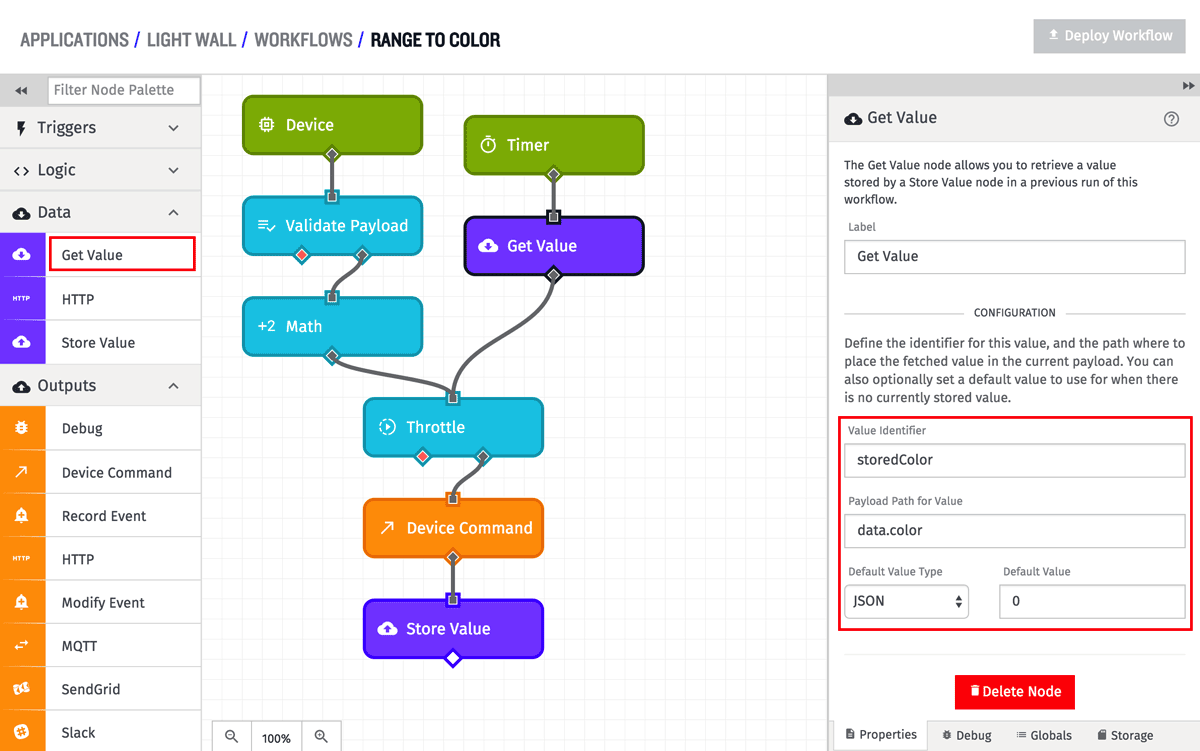 APPLICATIONS / LIGHT WALL / WORKFLOWS / RANGE TO COLOR
Deploy Workflow
Filter Node Palette
Triggers
Logic
Data
Get Value
HTTP
HTTP
Store Value
Outputs
Debug
Device Command
Record Event
HTTP
HTTP
Modify Event
MQTT
SendGrid
Slack
Device
Timer
Validate Payload
Get Value
+2 Math
Throttle
Device Command
Store Value
100%
Get Value
The Get Value node allows you to retrieve a value
stored by a Store Value node in a previous run of this
workflow.
Label
Get Value
CONFIGURATION
Define the identifier for this value, and the path where to
place the fetched value in the current payload. You can
also optionally set a default value to use for when there
is no currently stored value.
Value Identifier
storedColor
Payload Path for Value
data.color
Default Value Type
Default Value
JSON
0
Delete Node
Properties
Debug
Globals
Storage